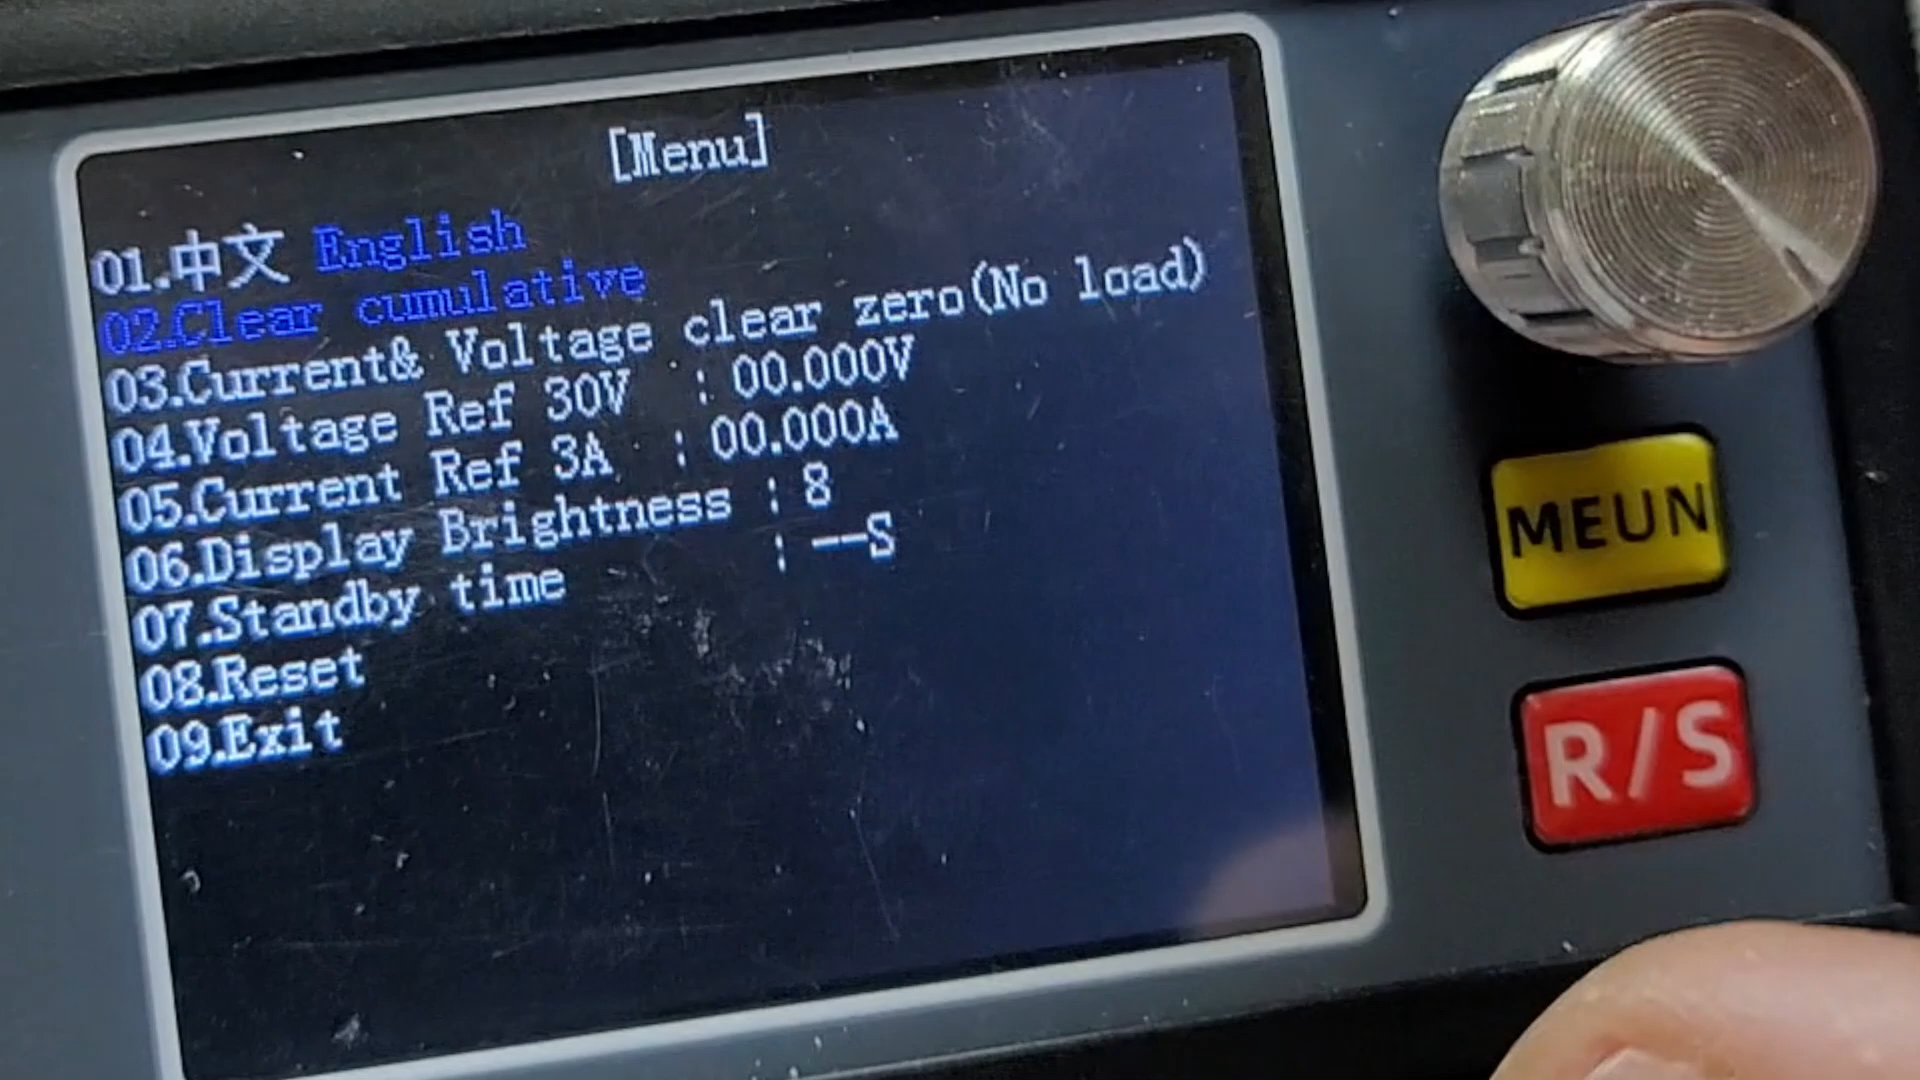 [Menu]
01.中文 English
02.Clear cumulative
03.Current& Voltage clear zero(No load)
04.Voltage Ref 30V : 00.000V
05.Current Ref 3A : 00.000A
06.Display Brightness : 8
07.Standby time : --S
08.Reset
09.Exit
MEUN
R/S